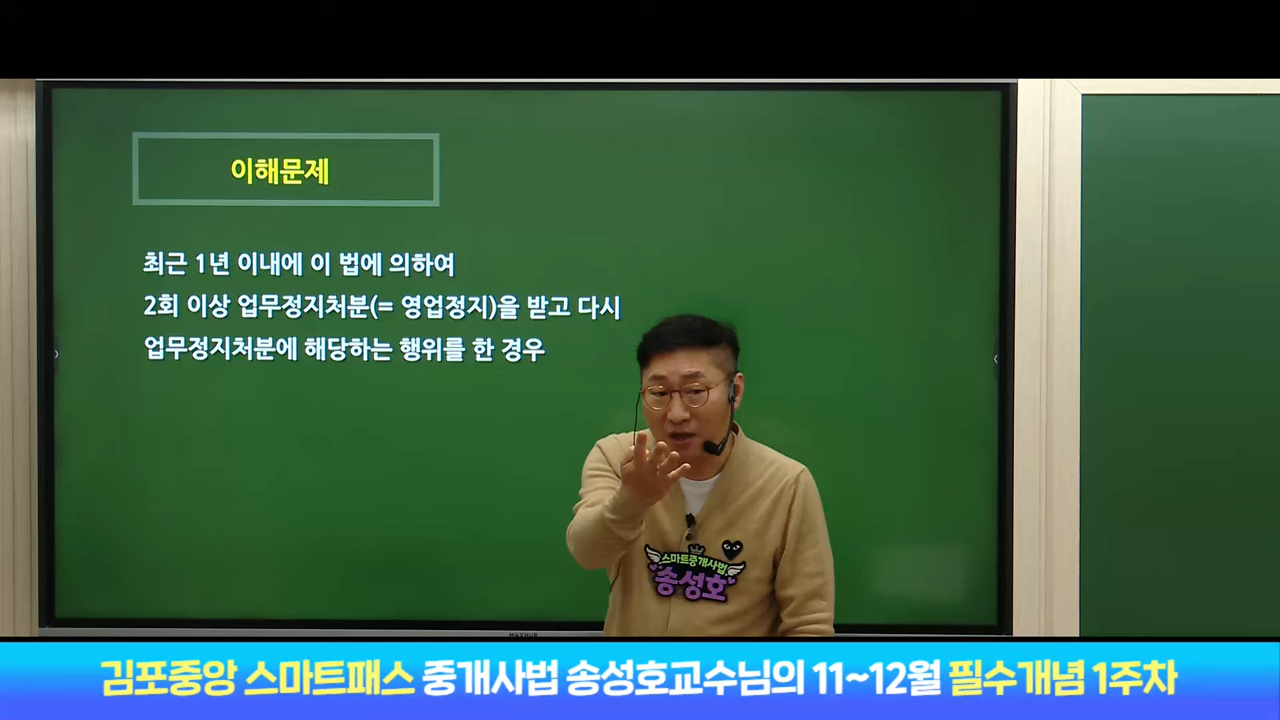 이해문제
최근 1년 이내에 이 법에 의하여
2회 이상 업무정지처분(= 영업정지)을 받고 다시
업무정지처분에 해당하는 행위를 한 경우
스마트중개사법
송성호
MAXHUB
김포중앙 스마트패스 중개사법 송성호교수님의 11~12월 필수개념 1주차